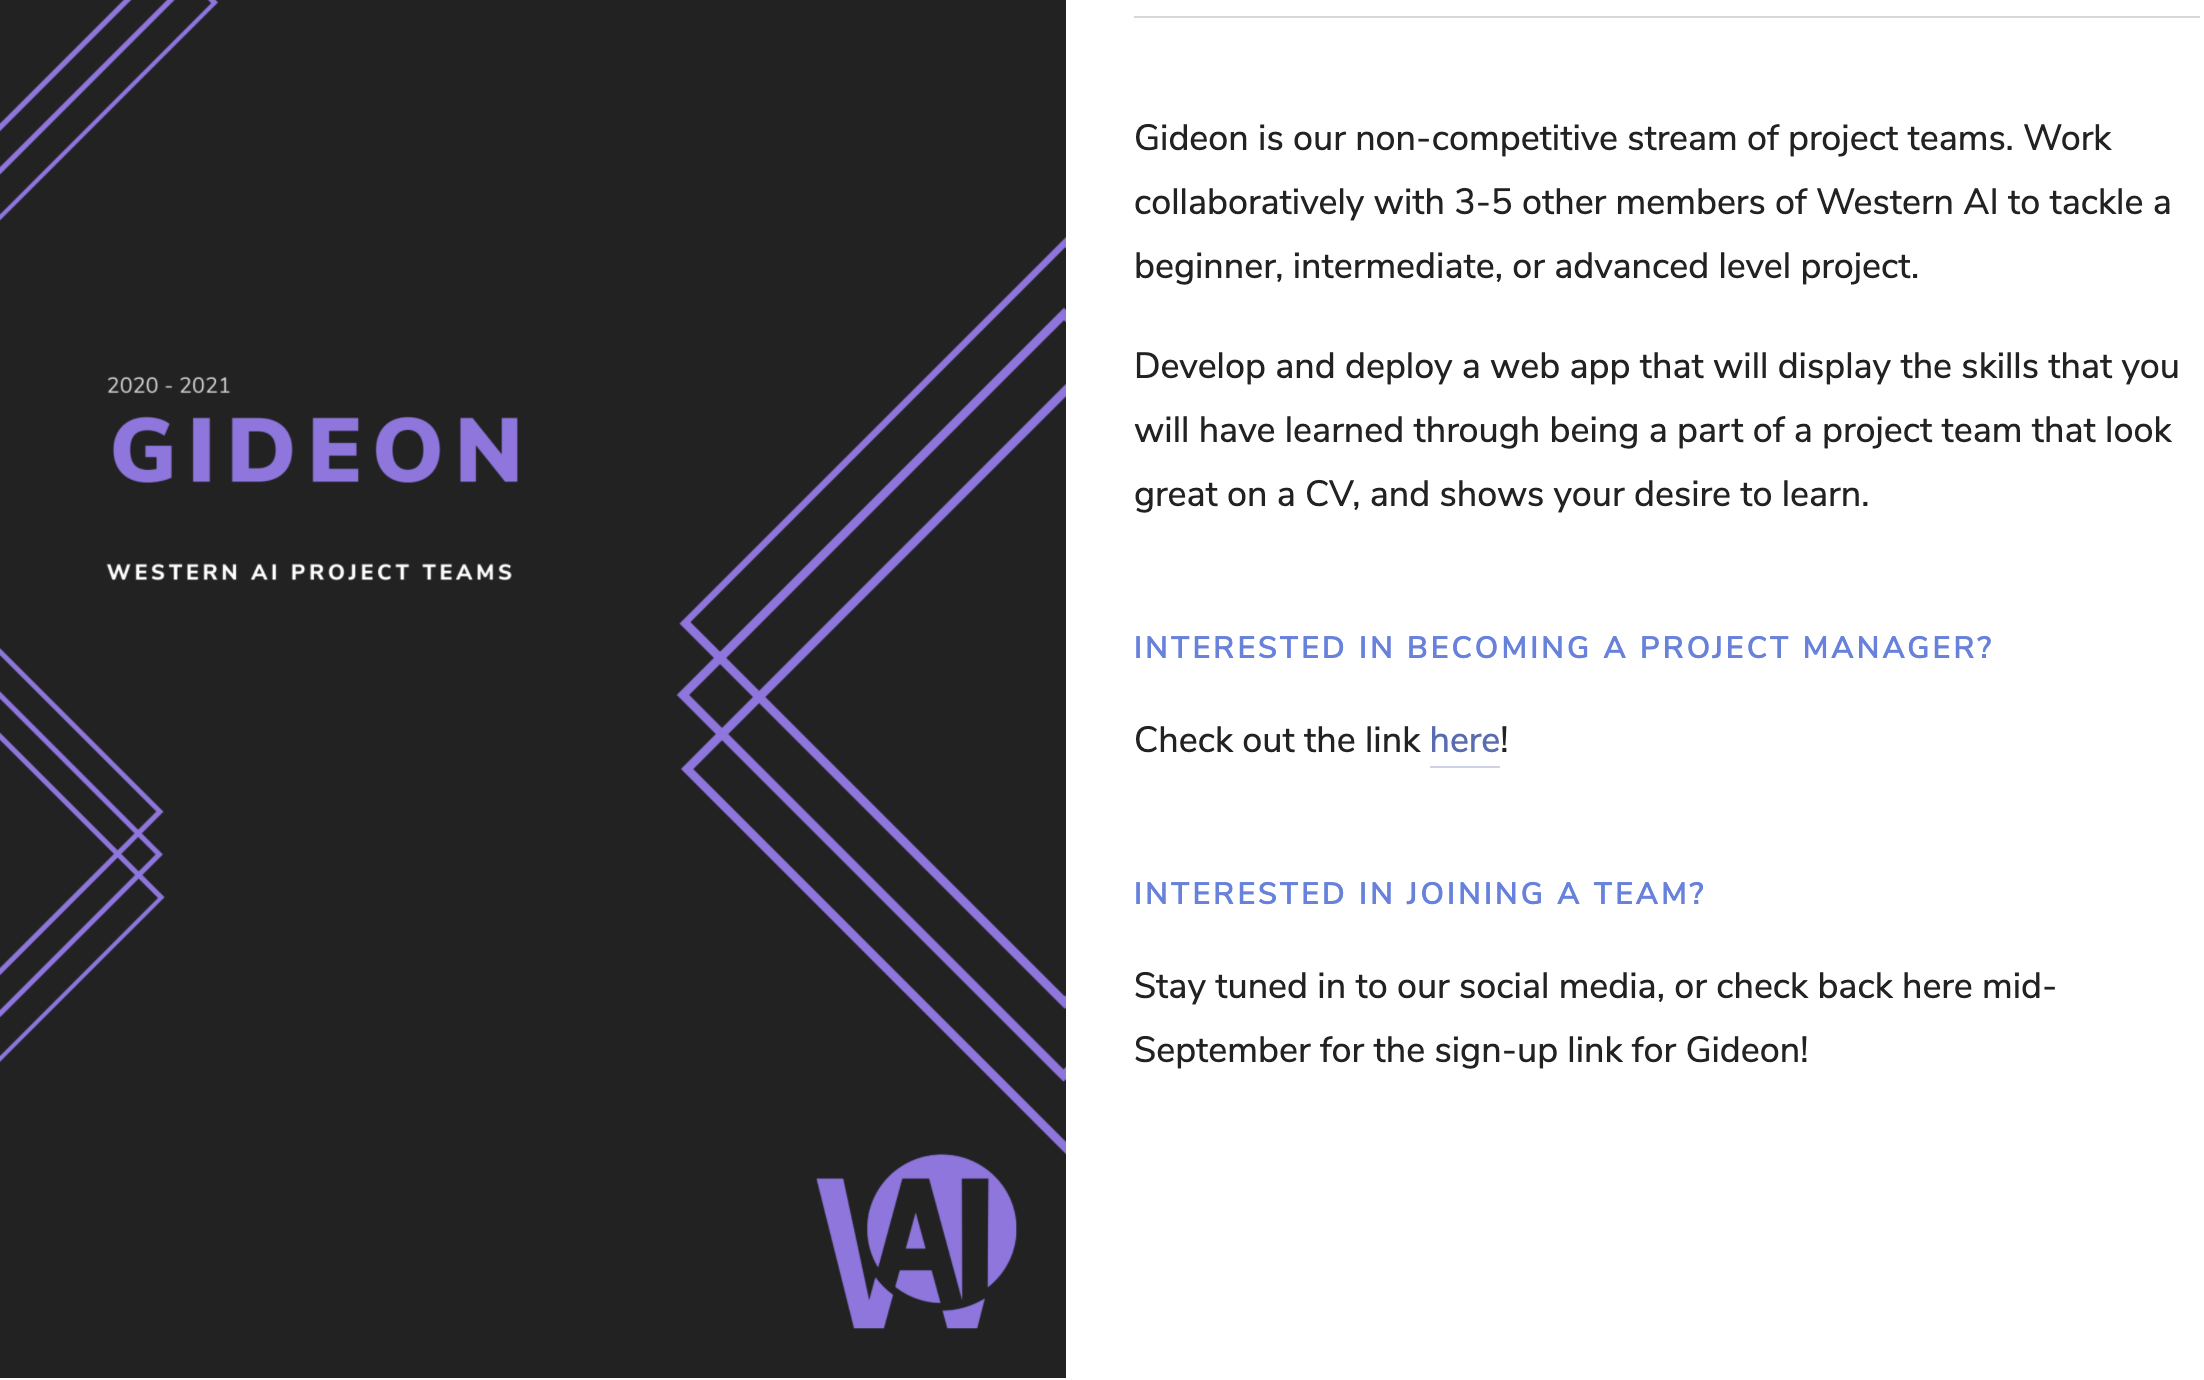 2020 - 2021
GIDEON
WESTERN AI PROJECT TEAMS
WAI
Gideon is our non-competitive stream of project teams. Work
collaboratively with 3-5 other members of Western AI to tackle a
beginner, intermediate, or advanced level project.
Develop and deploy a web app that will display the skills that you
will have learned through being a part of a project team that look
great on a CV, and shows your desire to learn.
INTERESTED IN BECOMING A PROJECT MANAGER?
Check out the link here!
INTERESTED IN JOINING A TEAM?
Stay tuned in to our social media, or check back here mid-
September for the sign-up link for Gideon!